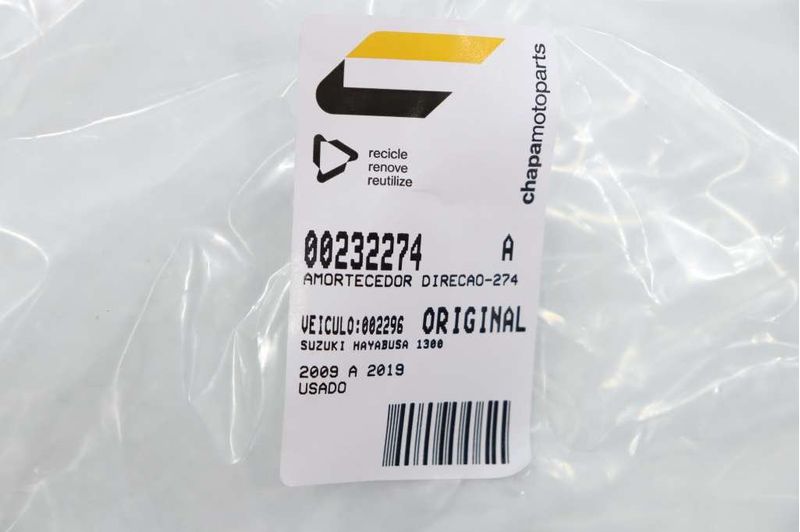 chapamotoparts
recicle
renove
reutilize
00232274 A
AMORTECEDOR DIRECAO-274
VEICULO:002296 ORIGINAL
SUZUKI HAYABUSA 1300
2009 A 2019
USADO